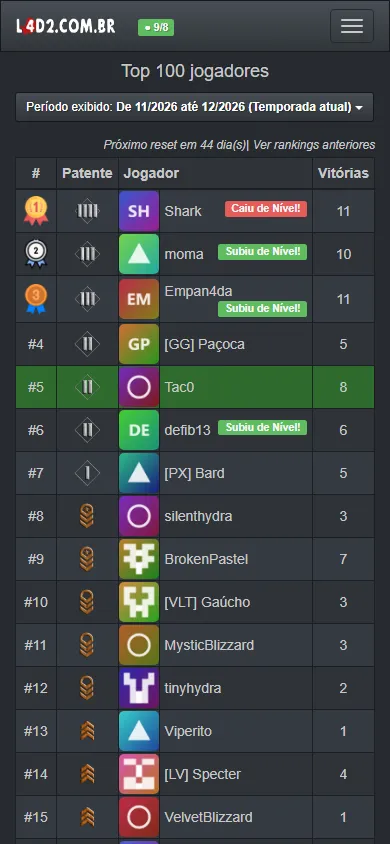 L4D2.COM.BR
● 9/8
Top 100 jogadores
Período exibido: De 11/2026 até 12/2026 (Temporada atual)
Próximo reset em 44 dia(s)| Ver rankings anteriores
# Patente Jogador Vitórias
1 SH Shark Caiu de Nível! 11
2 moma Subiu de Nível! 10
3 EM Empan4da Subiu de Nível! 11
#4 GP [GG] Paçoca 5
#5 Tac0 8
#6 DE defib13 Subiu de Nível! 6
#7 [PX] Bard 5
#8 silenthydra 3
#9 BrokenPastel 7
#10 [VLT] Gaúcho 3
#11 MysticBlizzard 3
#12 tinyhydra 2
#13 Viperito 1
#14 [LV] Specter 4
#15 VelvetBlizzard 1